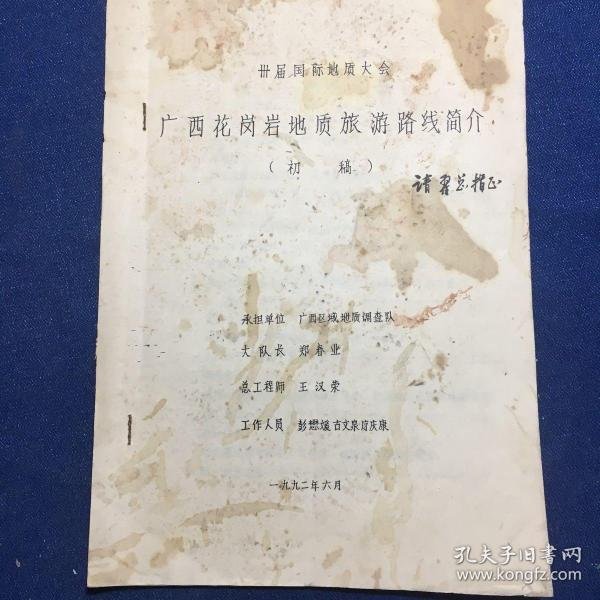 卅届国际地质大会
广西花岗岩地质旅游路线简介
（初 稿）
请 总指正
承担单位 广西区域地质调查队
大队长 郑春业
总工程师 王汉荣
工作人员 彭懋媛 古文泉 庆康
一九九二年六月
孔夫子旧书网
www.kongfz.com